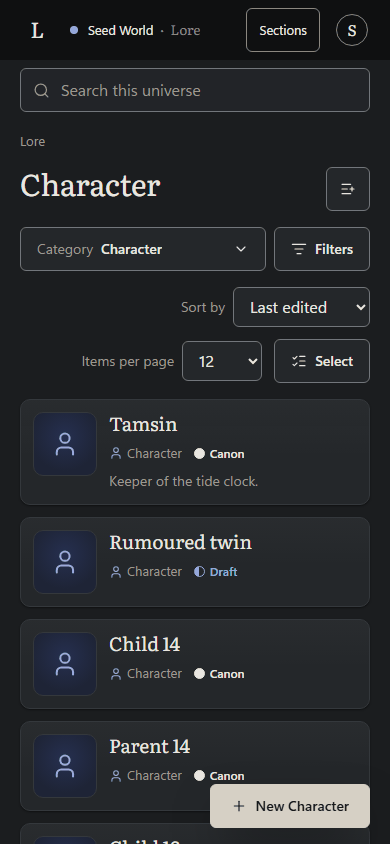 L Seed World · Lore Sections S
Search this universe
Lore
Character
Category Character Filters
Sort by Last edited
Items per page 12 Select
Tamsin
Character Canon
Keeper of the tide clock.
Rumoured twin
Character Draft
Child 14
Character Canon
Parent 14
Character Canon
+ New Character